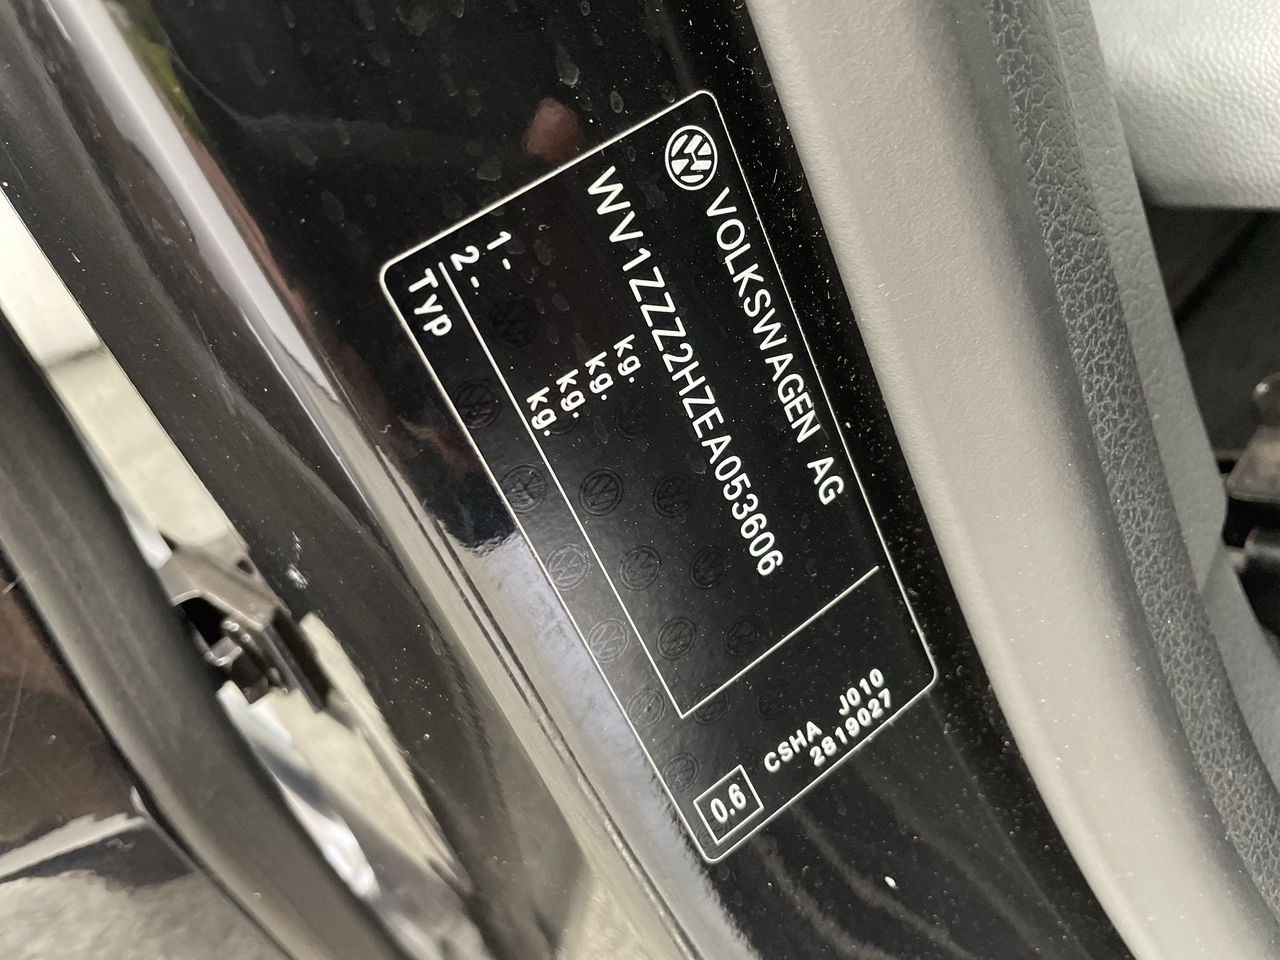 VOLKSWAGEN AG
WV1ZZZ2HZEA053606
kg.
kg.
1- kg.
2- kg.
Typ
CSHA J010
2819027
0.6